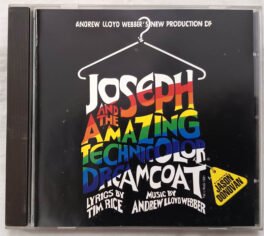 ANDREW LLOYD WEBBER'S NEW PRODUCTION OF
JOSEPH
AND THE
AMAZING
TECHNICOLOR
DREAMCOAT
LYRICS BY
TIM RICE
MUSIC BY
ANDREW LLOYD WEBBER
JASON
DONOVAN